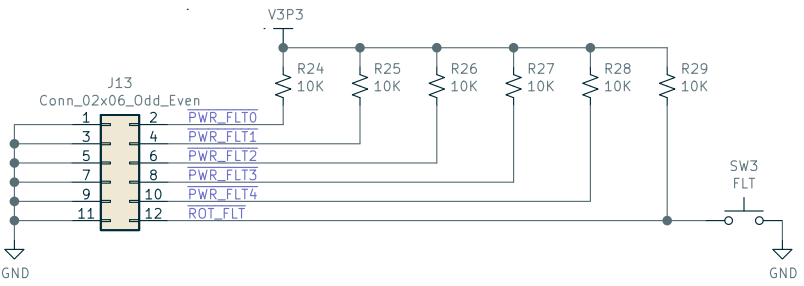 V3P3
J13
Conn_02x06_Odd_Even
R24
10K
R25
10K
R26
10K
R27
10K
R28
10K
R29
10K
1 2 PWR_FLT0
3 4 PWR_FLT1
5 6 PWR_FLT2
7 8 PWR_FLT3
9 10 PWR_FLT4
11 12 ROT_FLT
SW3
FLT
GND
GND